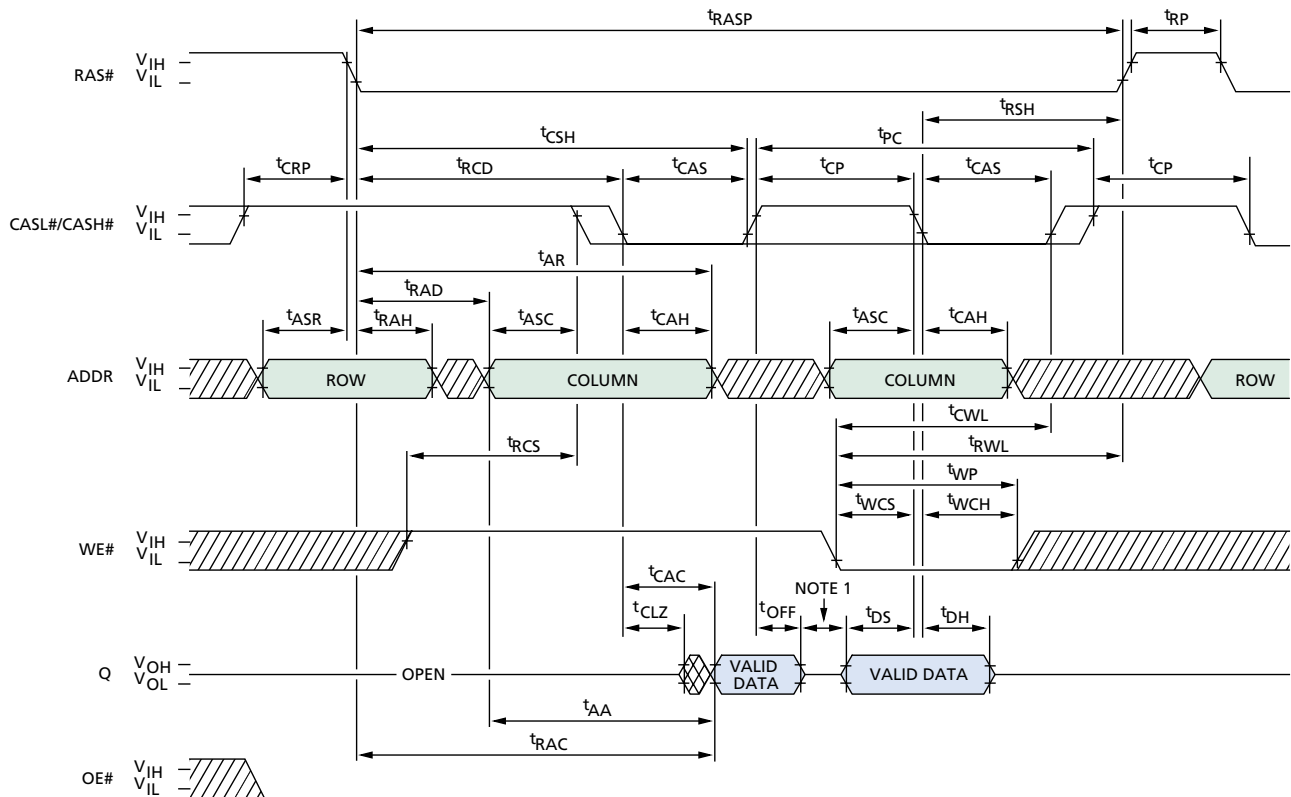 tRASP
tRP
RAS#
VIH
VIL
tRSH
tCSH
tPC
tCRP
tRCD
tCAS
tCP
tCAS
tCP
CASL#/CASH#
VIH
VIL
tAR
tRAD
tASR
tRAH
tASC
tCAH
tASC
tCAH
ADDR
VIH
VIL
ROW
COLUMN
COLUMN
ROW
tCWL
tRCS
tRWL
tWP
tWCS
tWCH
WE#
VIH
VIL
tCAC
NOTE 1
tCLZ
tOFF
tDS
tDH
Q
VOH
VOL
OPEN
VALID
DATA
VALID DATA
tAA
tRAC
OE#
VIH
VIL